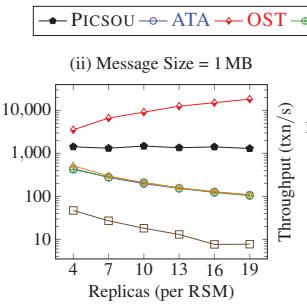 PICSOU ATA OST
(ii) Message Size = 1 MB
10,000
1,000
100
10
4 7 10 13 16 19
Replicas (per RSM)
Throughput (txn/s)